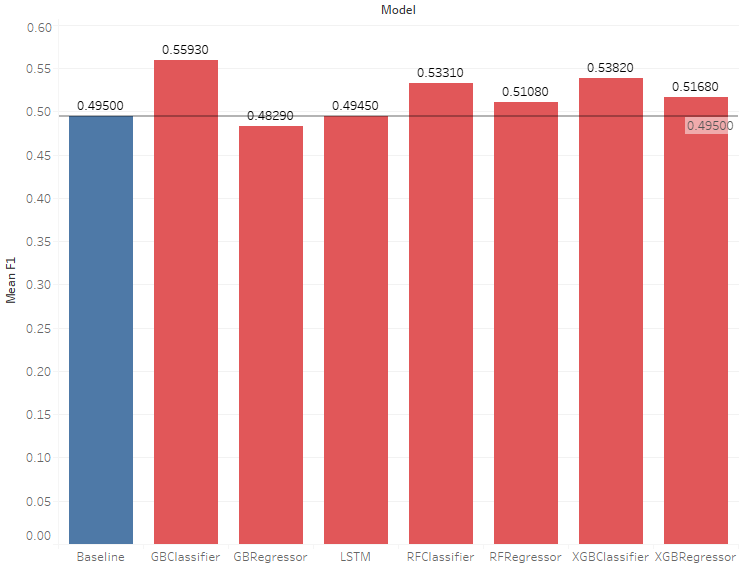 Model
Mean F1
0.60
0.55
0.50
0.45
0.40
0.35
0.30
0.25
0.20
0.15
0.10
0.05
0.00
0.49500
0.55930
0.48290
0.49450
0.53310
0.51080
0.53820
0.51680
0.49500
Baseline
GBClassifier
GBRegressor
LSTM
RFClassifier
RFRegressor
XGBClassifier
XGBRegressor